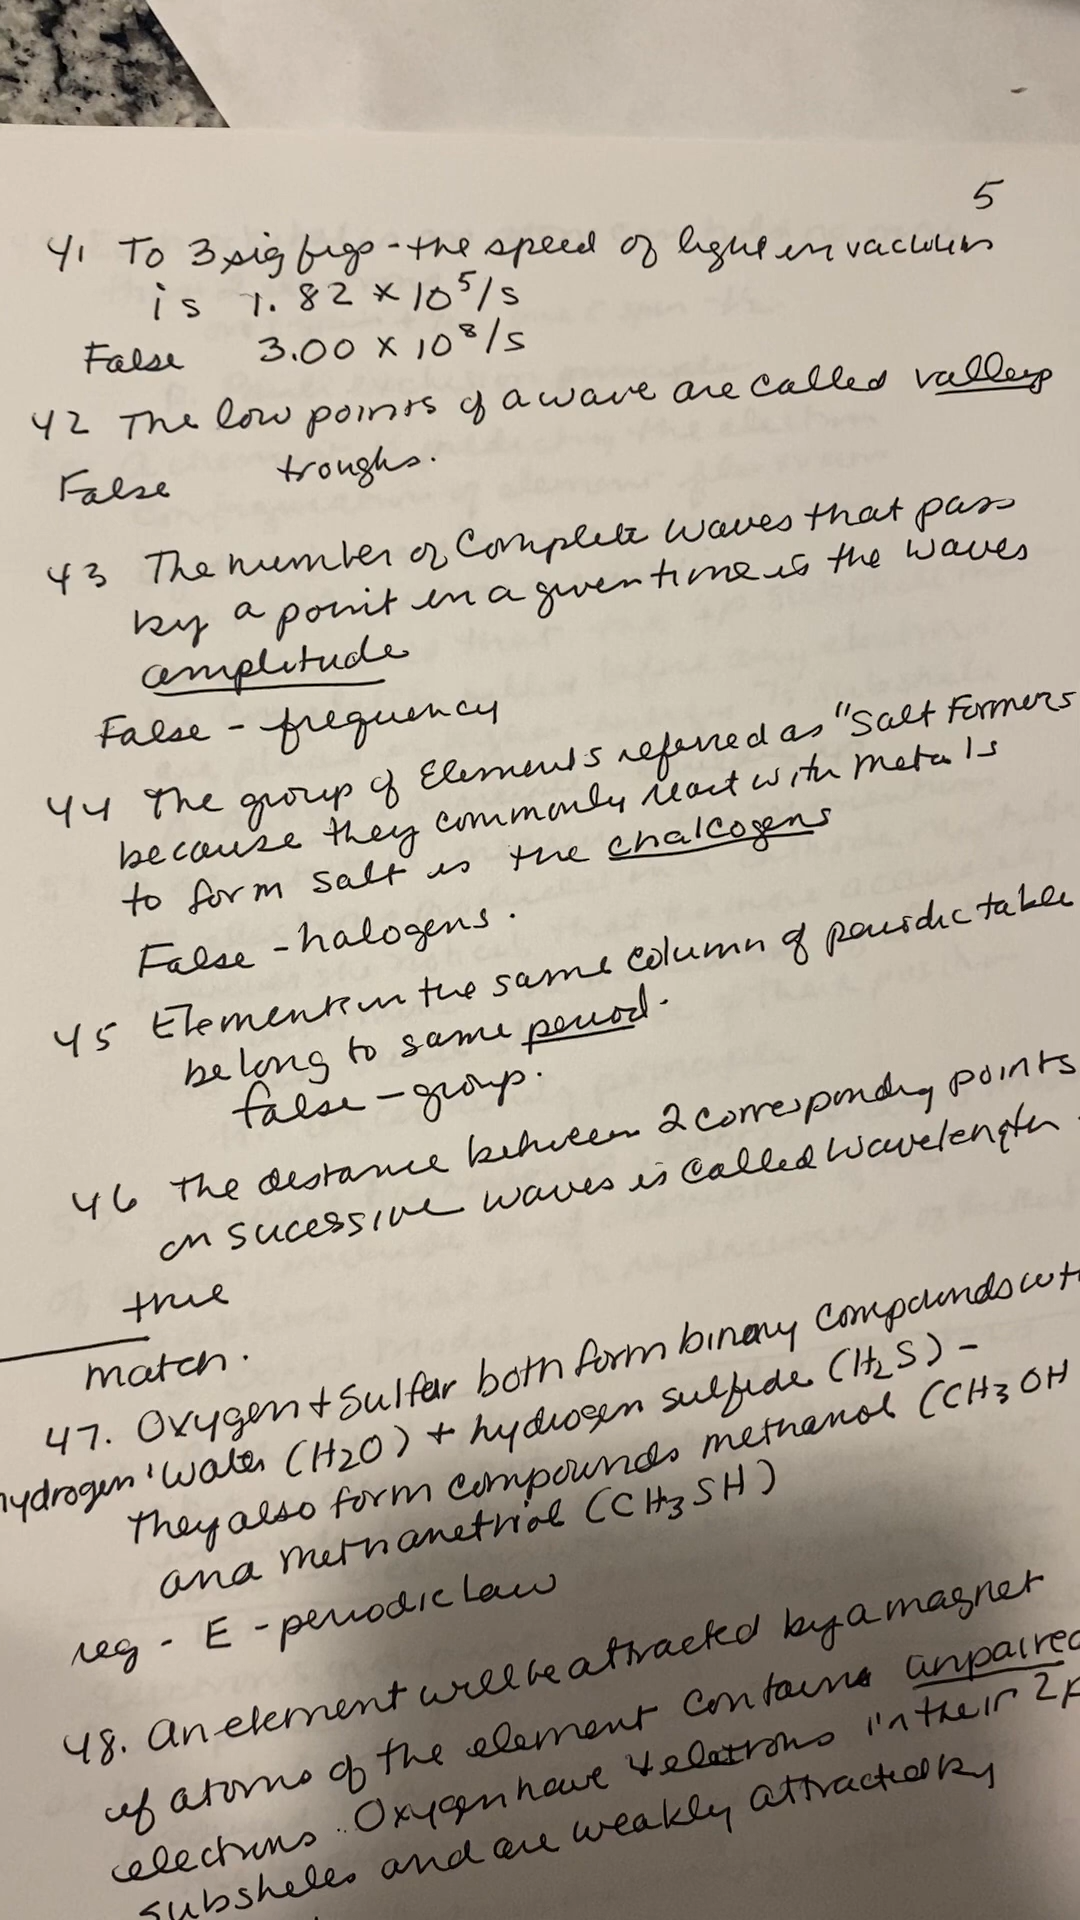 5
41 To 3 sig figs - the speed of light in vacuum
is 1.82 x 10⁵/s
False 3.00 x 10⁸/s
42 The low points of a wave are called valleys
False troughs.
43 The number of Complete waves that pass
by a point in a given time is the waves
amplitude
False - frequency
44 The group of Elements referred as "Salt Formers
because they commonly react with metals
to form salt is the chalcogens
False - halogens.
45 Elements in the same column of periodic table
belong to same period.
false - group.
46 The distance between 2 corresponding points
on sucessive waves is called wavelength.
true
match.
47. Oxygen + Sulfur both form binary compounds with
hydrogen 'water (H₂O) + hydrogen sulfide (H₂S) -
They also form compounds methanol (CH₃OH
and methanethiol (CH₃SH)
reg - E - periodic law
48. An element will be attracted by a magnet
if atoms of the element contains unpaired
electrons. Oxygen have 4 electrons in their 2p
subshells and are weakly attracted by